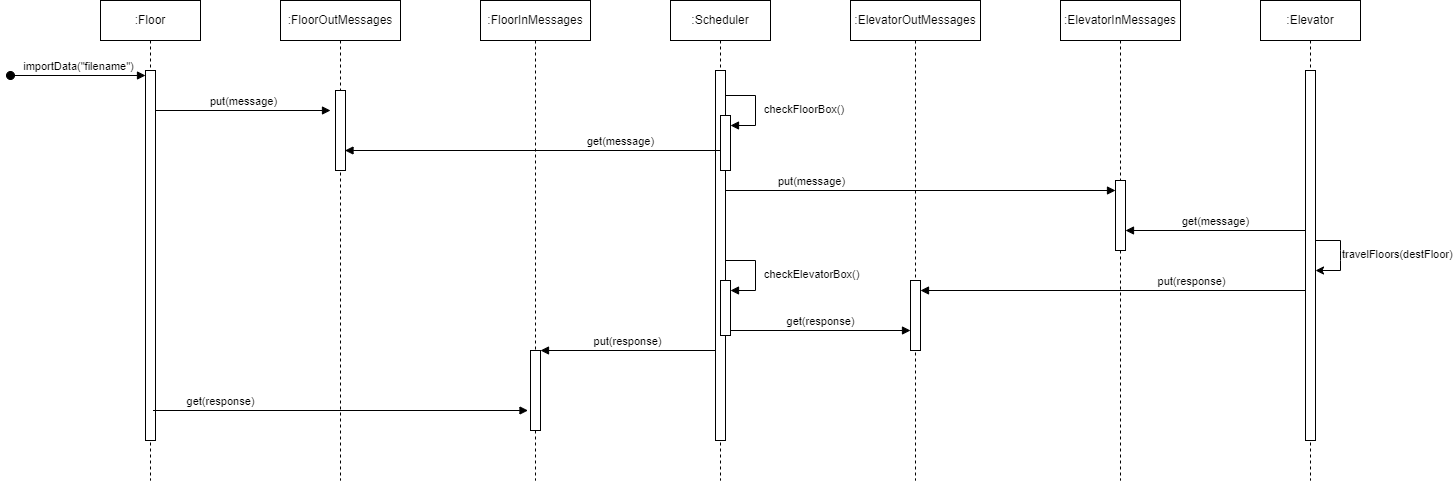 :Floor
:FloorOutMessages
:FloorInMessages
:Scheduler
:ElevatorOutMessages
:ElevatorInMessages
:Elevator
importData("filename")
put(message)
checkFloorBox()
get(message)
put(message)
get(message)
travelFloors(destFloor)
checkElevatorBox()
put(response)
get(response)
put(response)
get(response)